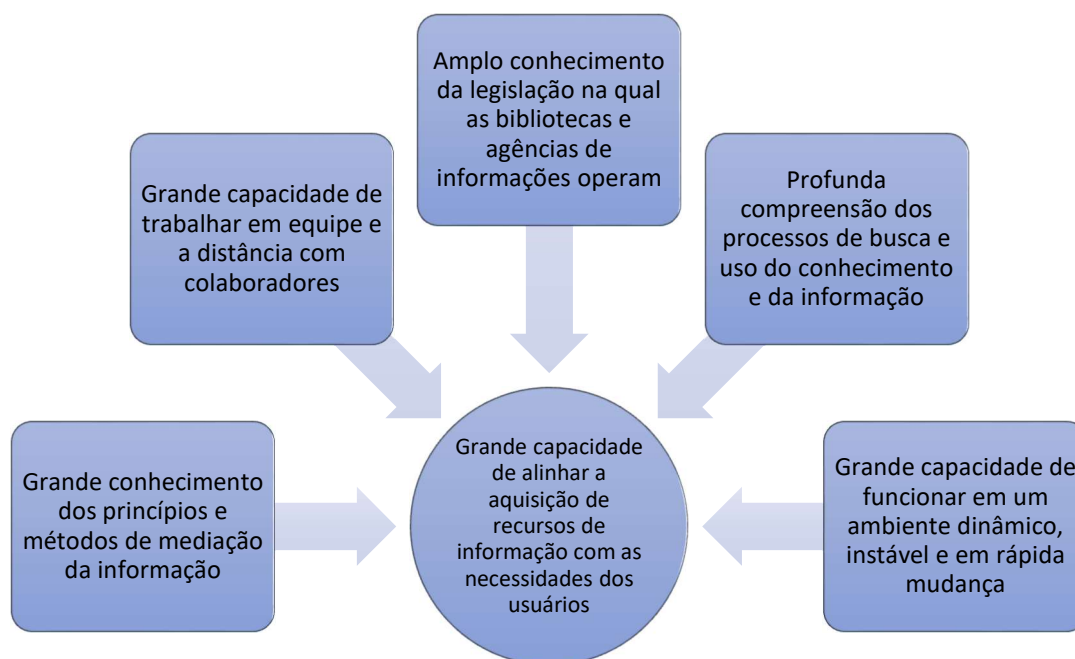 Amplo conhecimento
da legislação na qual
as bibliotecas e
agências de
informações operam
Grande capacidade de
trabalhar em equipe e
a distância com
colaboradores
Profunda
compreensão dos
processos de busca e
uso do conhecimento
e da informação
Grande conhecimento
dos princípios e
métodos de mediação
da informação
Grande capacidade
de alinhar a
aquisição de
recursos de
informação com as
necessidades dos
usuários
Grande capacidade de
funcionar em um
ambiente dinâmico,
instável e em rápida
mudança